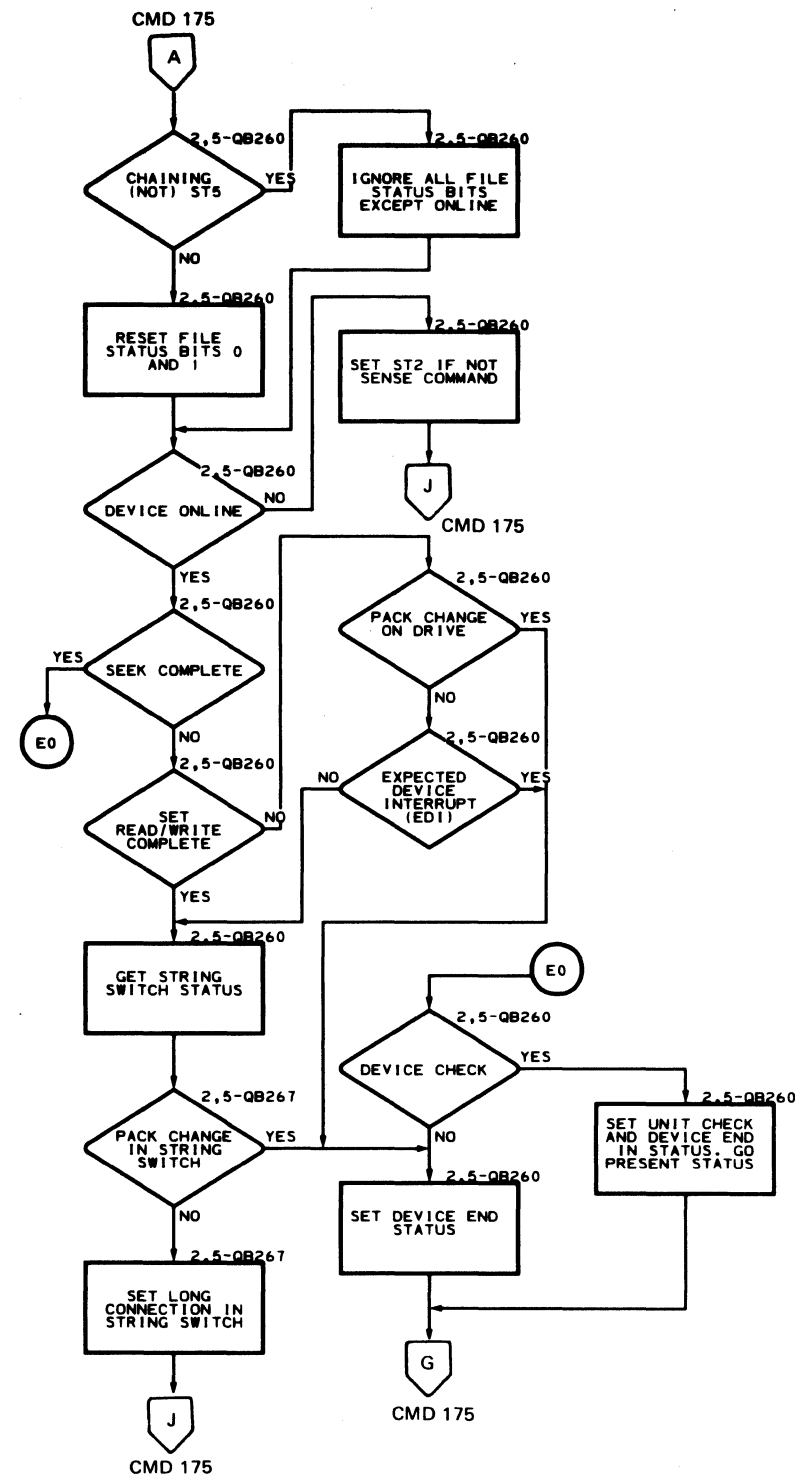 CMD 175
A
2,5-QB260
CHAINING
(NOT) ST5
YES
NO
2,5-QB260
IGNORE ALL FILE
STATUS BITS
EXCEPT ONLINE
2,5-QB260
RESET FILE
STATUS BITS 0
AND 1
2,5-QB260
SET ST2 IF NOT
SENSE COMMAND
J
CMD 175
2,5-QB260
DEVICE ONLINE
NO
YES
2,5-QB260
SEEK COMPLETE
YES
E0
NO
2,5-QB260
PACK CHANGE
ON DRIVE
YES
NO
2,5-QB260
SET
READ/WRITE
COMPLETE
NO
YES
2,5-QB260
EXPECTED
DEVICE
INTERRUPT
(EDI)
NO
YES
2,5-QB260
GET STRING
SWITCH STATUS
E0
2,5-QB260
DEVICE CHECK
YES
NO
2,5-QB267
PACK CHANGE
IN STRING
SWITCH
YES
NO
2,5-QB260
SET UNIT CHECK
AND DEVICE END
IN STATUS. GO
PRESENT STATUS
2,5-QB260
SET DEVICE END
STATUS
2,5-QB267
SET LONG
CONNECTION IN
STRING SWITCH
G
CMD 175
J
CMD 175